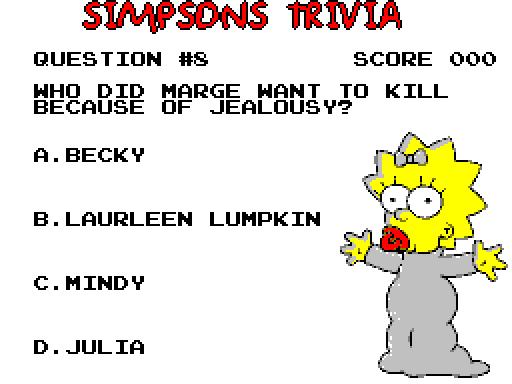 SIMPSONS TRIVIA
QUESTION #8 SCORE 000
WHO DID MARGE WANT TO KILL
BECAUSE OF JEALOUSY?
A.BECKY
B.LAURLEEN LUMPKIN
C.MINDY
D.JULIA